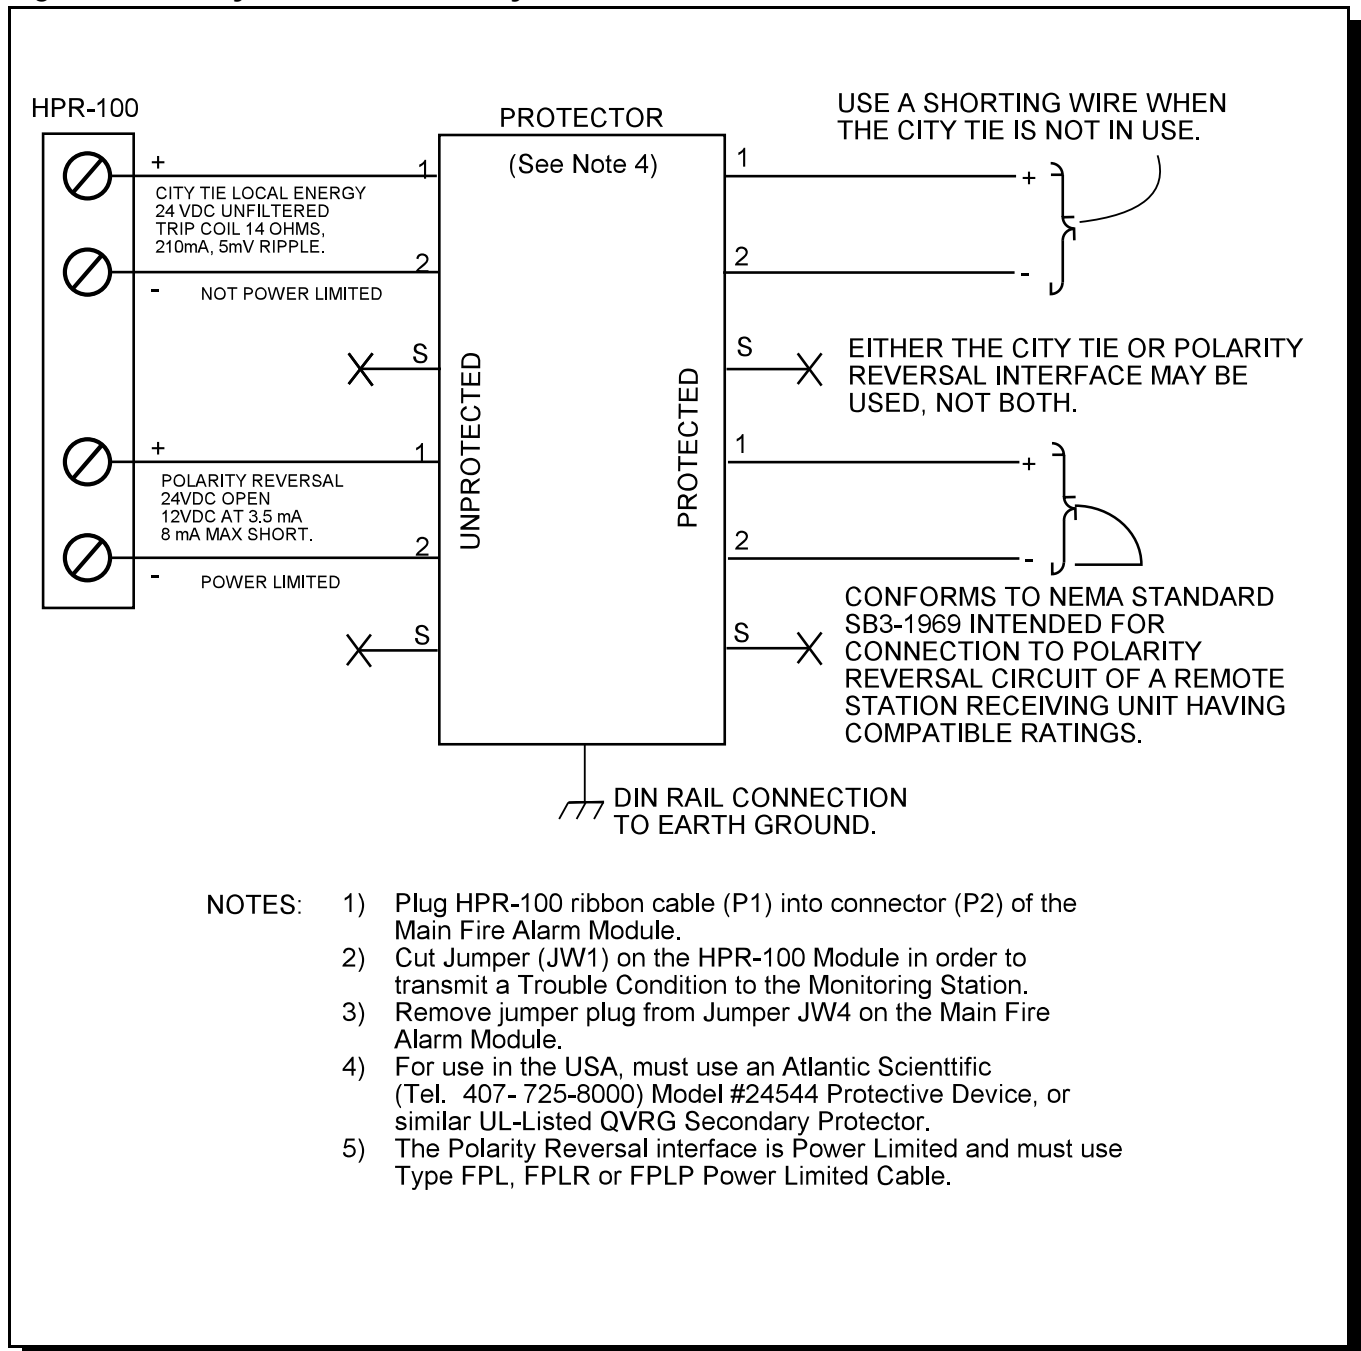 HPR-100
PROTECTOR
(See Note 4)
USE A SHORTING WIRE WHEN
THE CITY TIE IS NOT IN USE.
+
1
1
+
CITY TIE LOCAL ENERGY
24 VDC UNFILTERED
TRIP COIL 14 OHMS,
210mA, 5mV RIPPLE.
2
2
-
-
NOT POWER LIMITED
S
S
EITHER THE CITY TIE OR POLARITY
REVERSAL INTERFACE MAY BE
USED, NOT BOTH.
UNPROTECTED
PROTECTED
+
1
1
+
POLARITY REVERSAL
24VDC OPEN
12VDC AT 3.5 mA
8 mA MAX SHORT.
2
2
-
-
POWER LIMITED
S
S
CONFORMS TO NEMA STANDARD
SB3-1969 INTENDED FOR
CONNECTION TO POLARITY
REVERSAL CIRCUIT OF A REMOTE
STATION RECEIVING UNIT HAVING
COMPATIBLE RATINGS.
DIN RAIL CONNECTION
TO EARTH GROUND.
NOTES: 1) Plug HPR-100 ribbon cable (P1) into connector (P2) of the
Main Fire Alarm Module.
2) Cut Jumper (JW1) on the HPR-100 Module in order to
transmit a Trouble Condition to the Monitoring Station.
3) Remove jumper plug from Jumper JW4 on the Main Fire
Alarm Module.
4) For use in the USA, must use an Atlantic Scienttific
(Tel. 407- 725-8000) Model #24544 Protective Device, or
similar UL-Listed QVRG Secondary Protector.
5) The Polarity Reversal interface is Power Limited and must use
Type FPL, FPLR or FPLP Power Limited Cable.